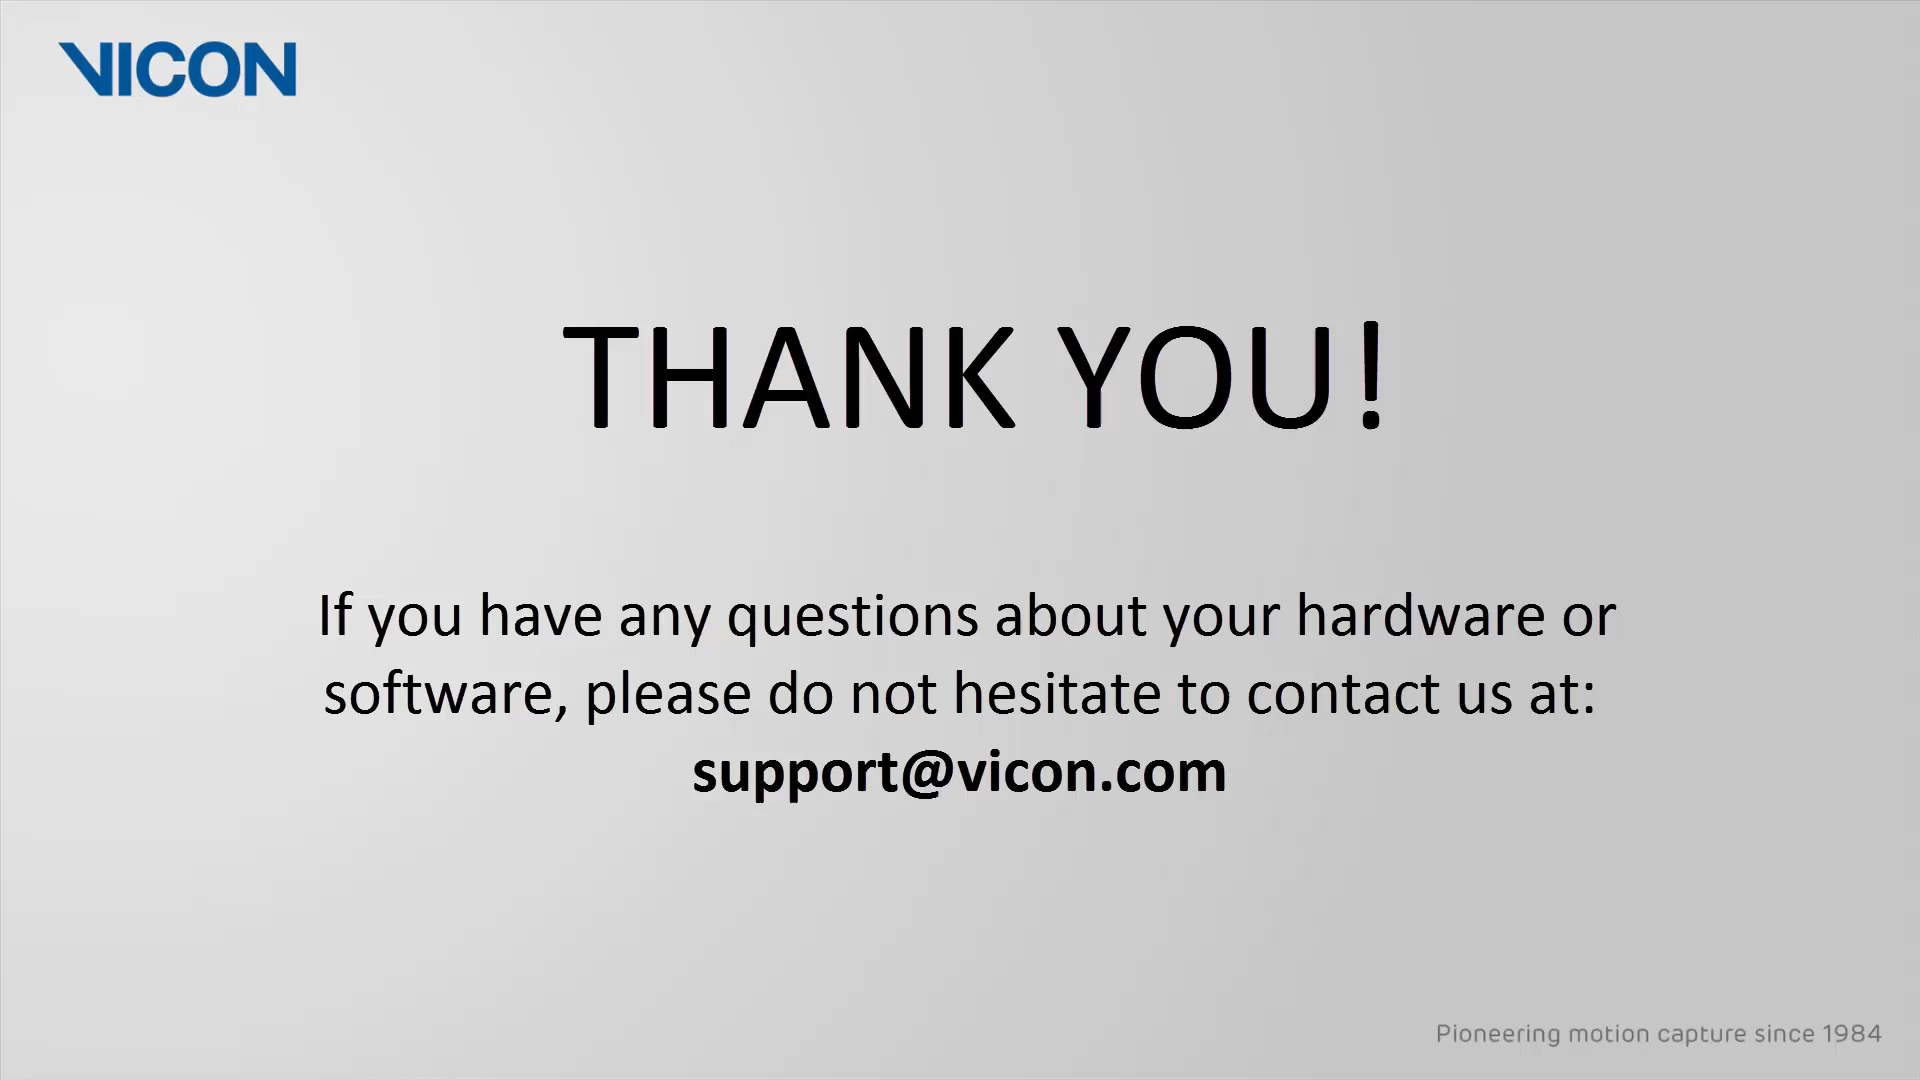 VICON
THANK YOU!
If you have any questions about your hardware or
software, please do not hesitate to contact us at:
support@vicon.com
Pioneering motion capture since 1984